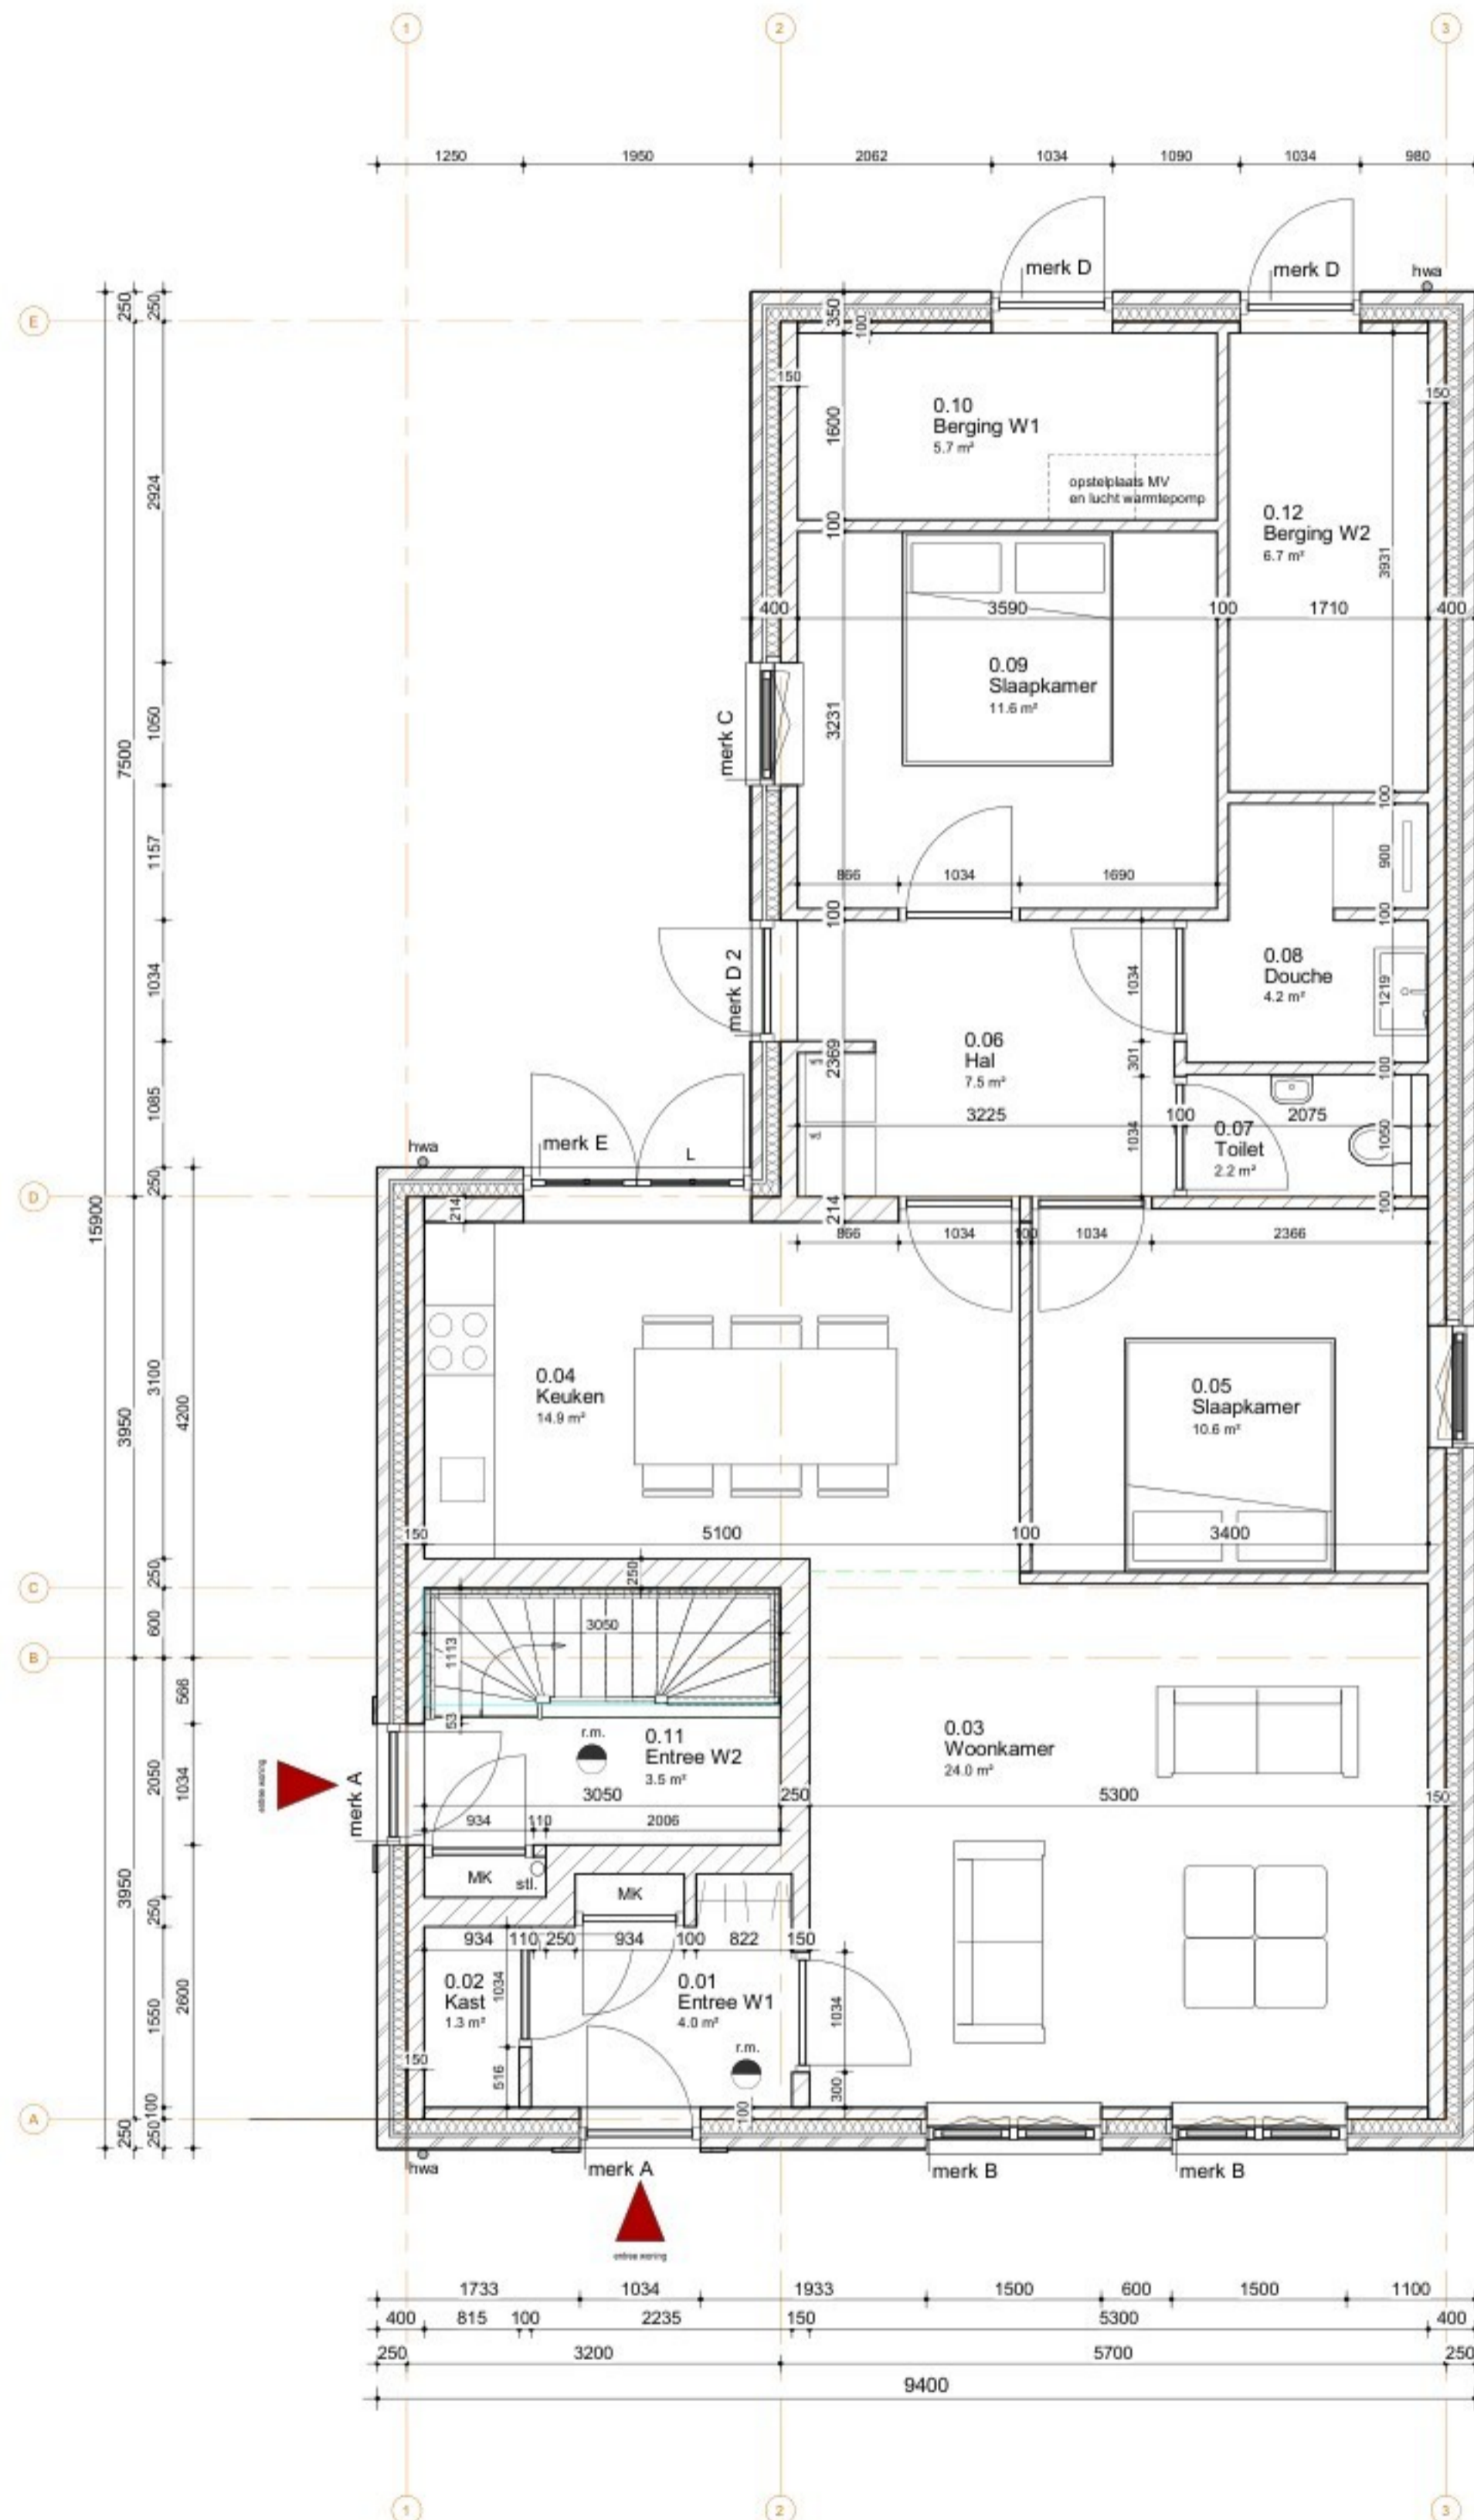 1 2 3
1250 1950 2062 1034 1090 1034 980
merk D merk D hwa
E
250 250 350 100
150 150
0.10
Berging W1
5.7 m²
1600
opstelplaats MV
en lucht warmtepomp
2924
100
0.12
Berging W2
6.7 m²
3931
400 3590 100 1710 400
0.09
Slaapkamer
11.6 m²
merk C
3231
1060
7500
1157
100
900
866 1034 1690
100 100
merk D 2
1034
1034
0.08
Douche
4.2 m²
1219
0.06
Hal
7.5 m²
2369
301
100
1085
3225 100 2075
wd
1034
0.07
Toilet
2.2 m²
1050
hwa
merk E
L
D
250
15900
214 214
100
866 1034 100 1034 2366
3100
3950
4200
0.04
Keuken
14.9 m²
0.05
Slaapkamer
10.6 m²
150 5100 100 3400
250 250
C
600
3050
1113
B
566
53
r.m.
0.11
Entree W2
3.5 m²
0.03
Woonkamer
24.0 m²
merk A
2050
1034
3050 250 5300 150
934 110 2006
MK stl. MK
3950
250
934 110 250 934 100 822 150
0.02
Kast
1.3 m²
1034
0.01
Entree W1
4.0 m²
1034
1550
2600
r.m.
150
516
300
100
A
250 250 100
hwa
merk A
merk B
merk B
entree woning
1733 1034 1933 1500 600 1500 1100
400 815 100 2235 150 5300 400
250 3200 5700 250
9400
1 2 3